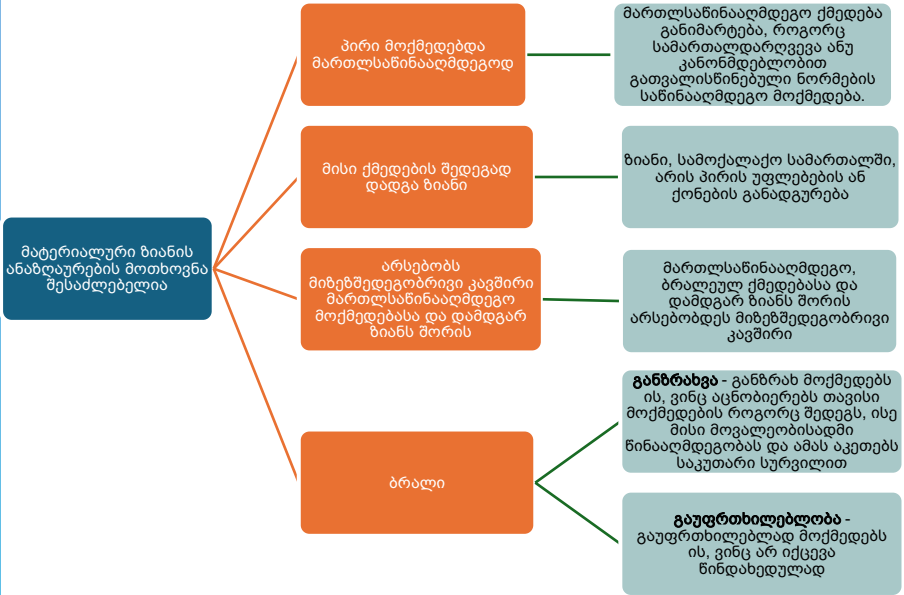 მატერიალური ზიანის
ანაზღაურების მოთხოვნა
შესაძლებელია
პირი მოქმედებდა
მართლსაწინააღმდეგოდ
მართლსაწინააღმდეგო ქმედება
განიმარტება, როგორც
სამართალდარღვევა ანუ
კანონმდებლობით
გათვალისწინებული ნორმების
საწინააღმდეგო მოქმედება.
მისი ქმედების შედეგად
დადგა ზიანი
ზიანი, სამოქალაქო სამართალში,
არის პირის უფლებების ან
ქონების განადგურება
არსებობს
მიზეზშედეგობრივი კავშირი
მართლსაწინააღმდეგო
მოქმედებასა და დამდგარ
ზიანს შორის
მართლსაწინააღმდეგო,
ბრალეულ ქმედებასა და
დამდგარ ზიანს შორის
არსებობდეს მიზეზშედეგობრივი
კავშირი
ბრალი
განზრახვა - განზრახ მოქმედებს
ის, ვინც აცნობიერებს თავისი
მოქმედების როგორც შედეგს, ისე
მისი მოვალეობისადმი
წინააღმდეგობას და ამას აკეთებს
საკუთარი სურვილით
გაუფრთხილებლობა -
გაუფრთხილებლად მოქმედებს
ის, ვინც არ იქცევა
წინდახედულად